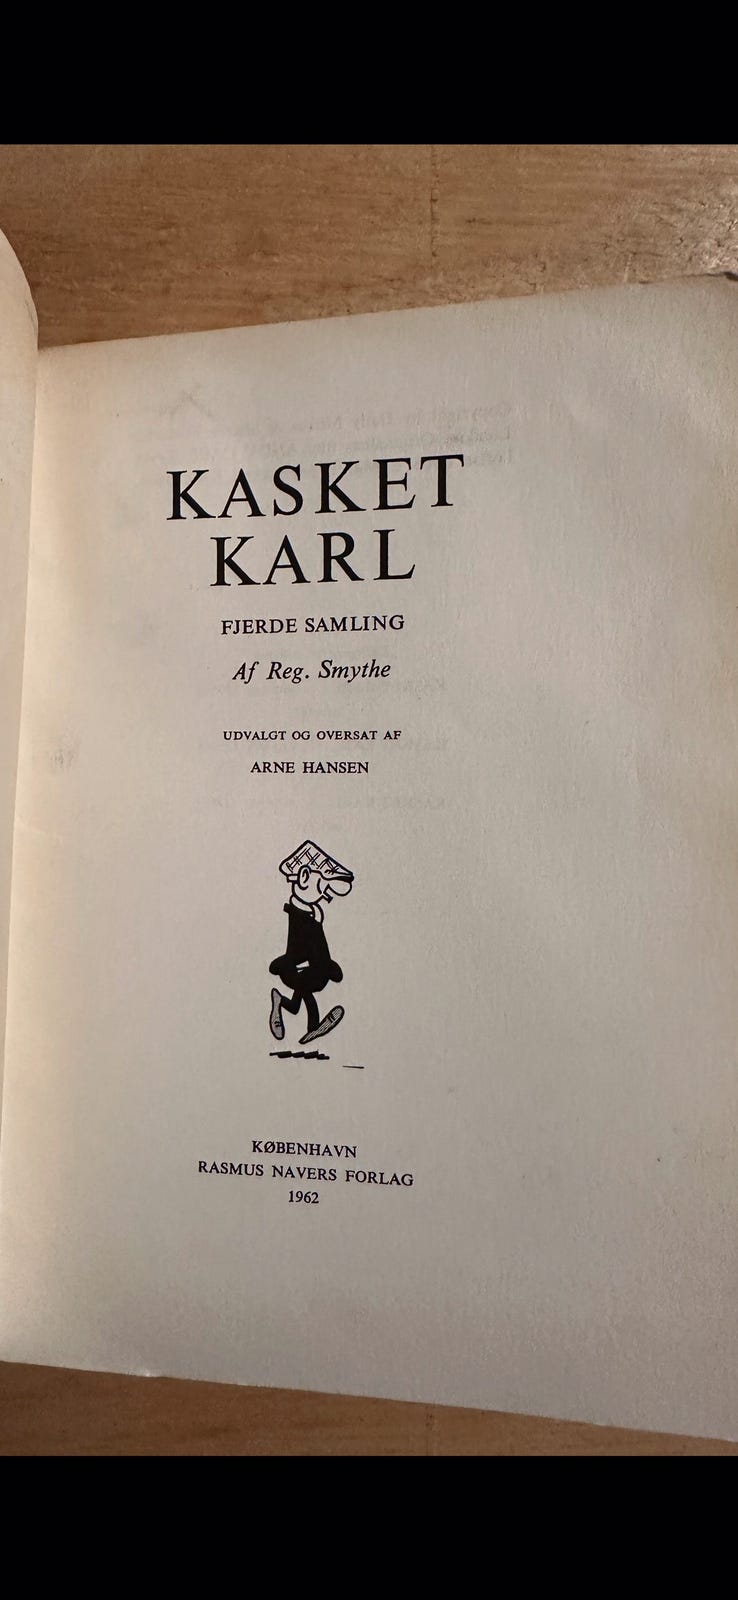 KASKET
KARL
FJERDE SAMLING
Af Reg. Smythe
UDVALGT OG OVERSAT AF
ARNE HANSEN
KØBENHAVN
RASMUS NAVERS FORLAG
1962